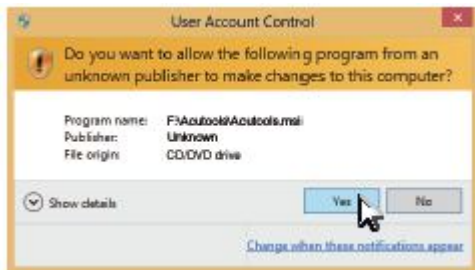 User Account Control
Do you want to allow the following program from an
unknown publisher to make changes to this computer?
Program name: F:\Acutools\Acutools.msi
Publisher: Unknown
File origin: CD/DVD drive
Show details
Yes
No
Change when these notifications appear